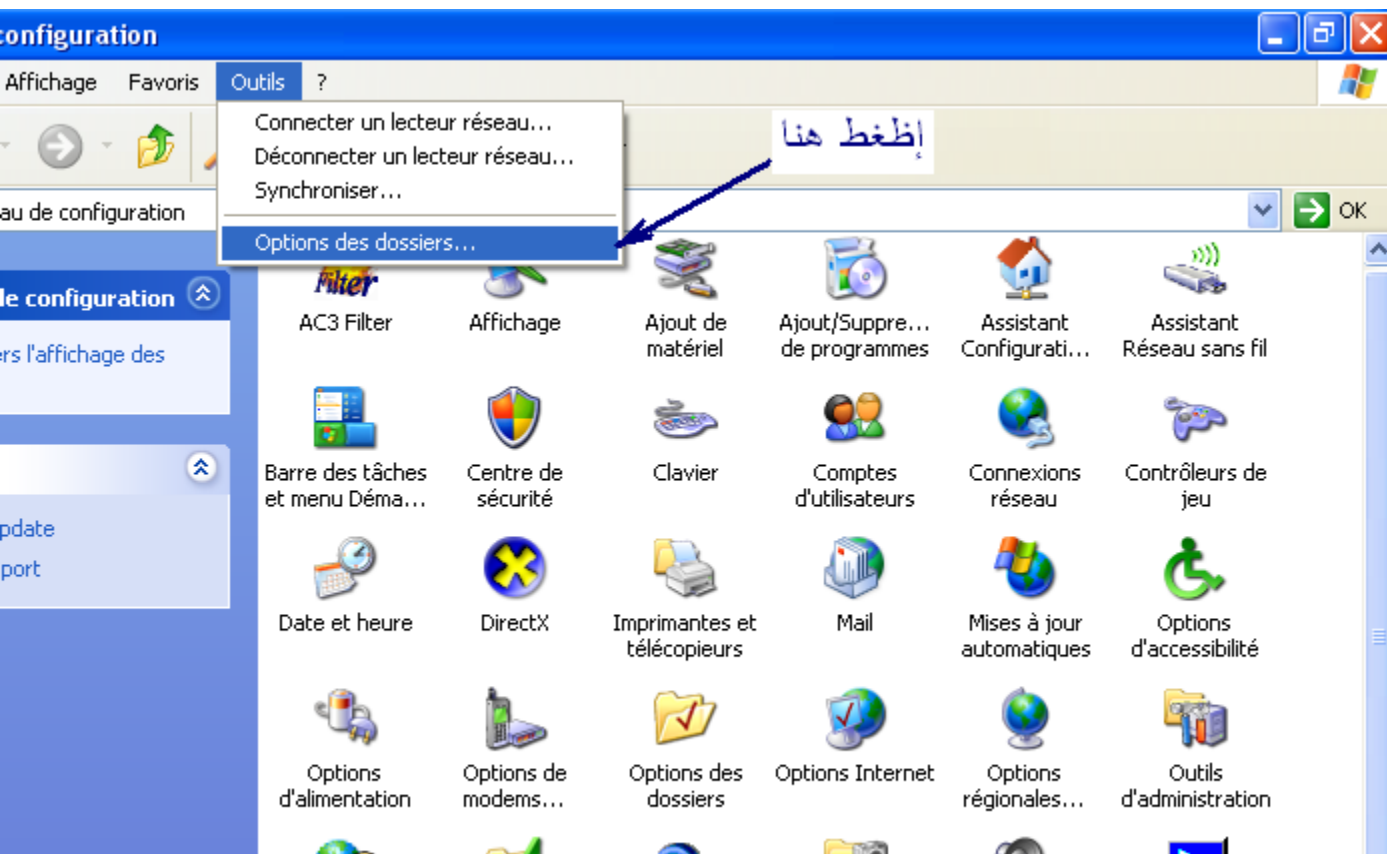 configuration
Affichage Favoris Outils ?
Connecter un lecteur réseau...
Déconnecter un lecteur réseau...
Synchroniser...
Options des dossiers...
إظغط هنا
au de configuration
OK
le configuration
ers l'affichage des
pdate
port
Filter
AC3 Filter
Affichage
Ajout de
matériel
Ajout/Suppre...
de programmes
Assistant
Configurati...
Assistant
Réseau sans fil
Barre des tâches
et menu Déma...
Centre de
sécurité
Clavier
Comptes
d'utilisateurs
Connexions
réseau
Contrôleurs de
jeu
Date et heure
DirectX
Imprimantes et
télécopieurs
Mail
Mises à jour
automatiques
Options
d'accessibilité
Options
d'alimentation
Options de
modems...
Options des
dossiers
Options Internet
Options
régionales...
Outils
d'administration